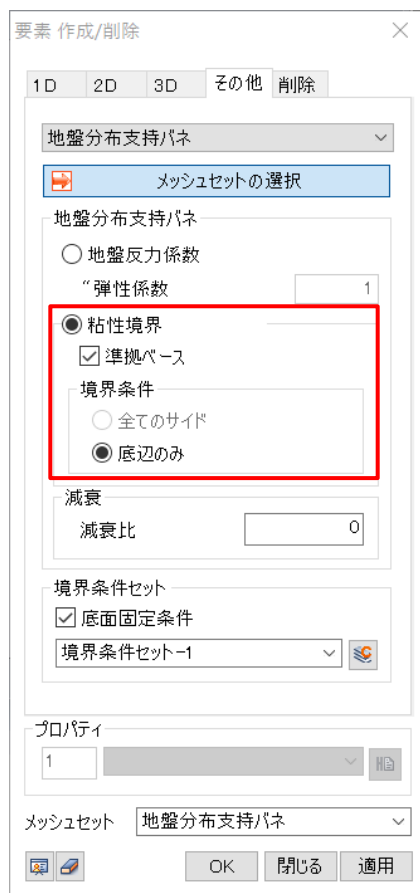 要素 作成/削除
1D 2D 3D その他 削除
地盤分布支持バネ
メッシュセットの選択
地盤分布支持バネ
地盤反力係数
"弾性係数 1
粘性境界
準拠ベース
境界条件
全てのサイド
底辺のみ
減衰
減衰比 0
境界条件セット
底面固定条件
境界条件セット-1
プロパティ
1
メッシュセット 地盤分布支持バネ
OK 閉じる 適用